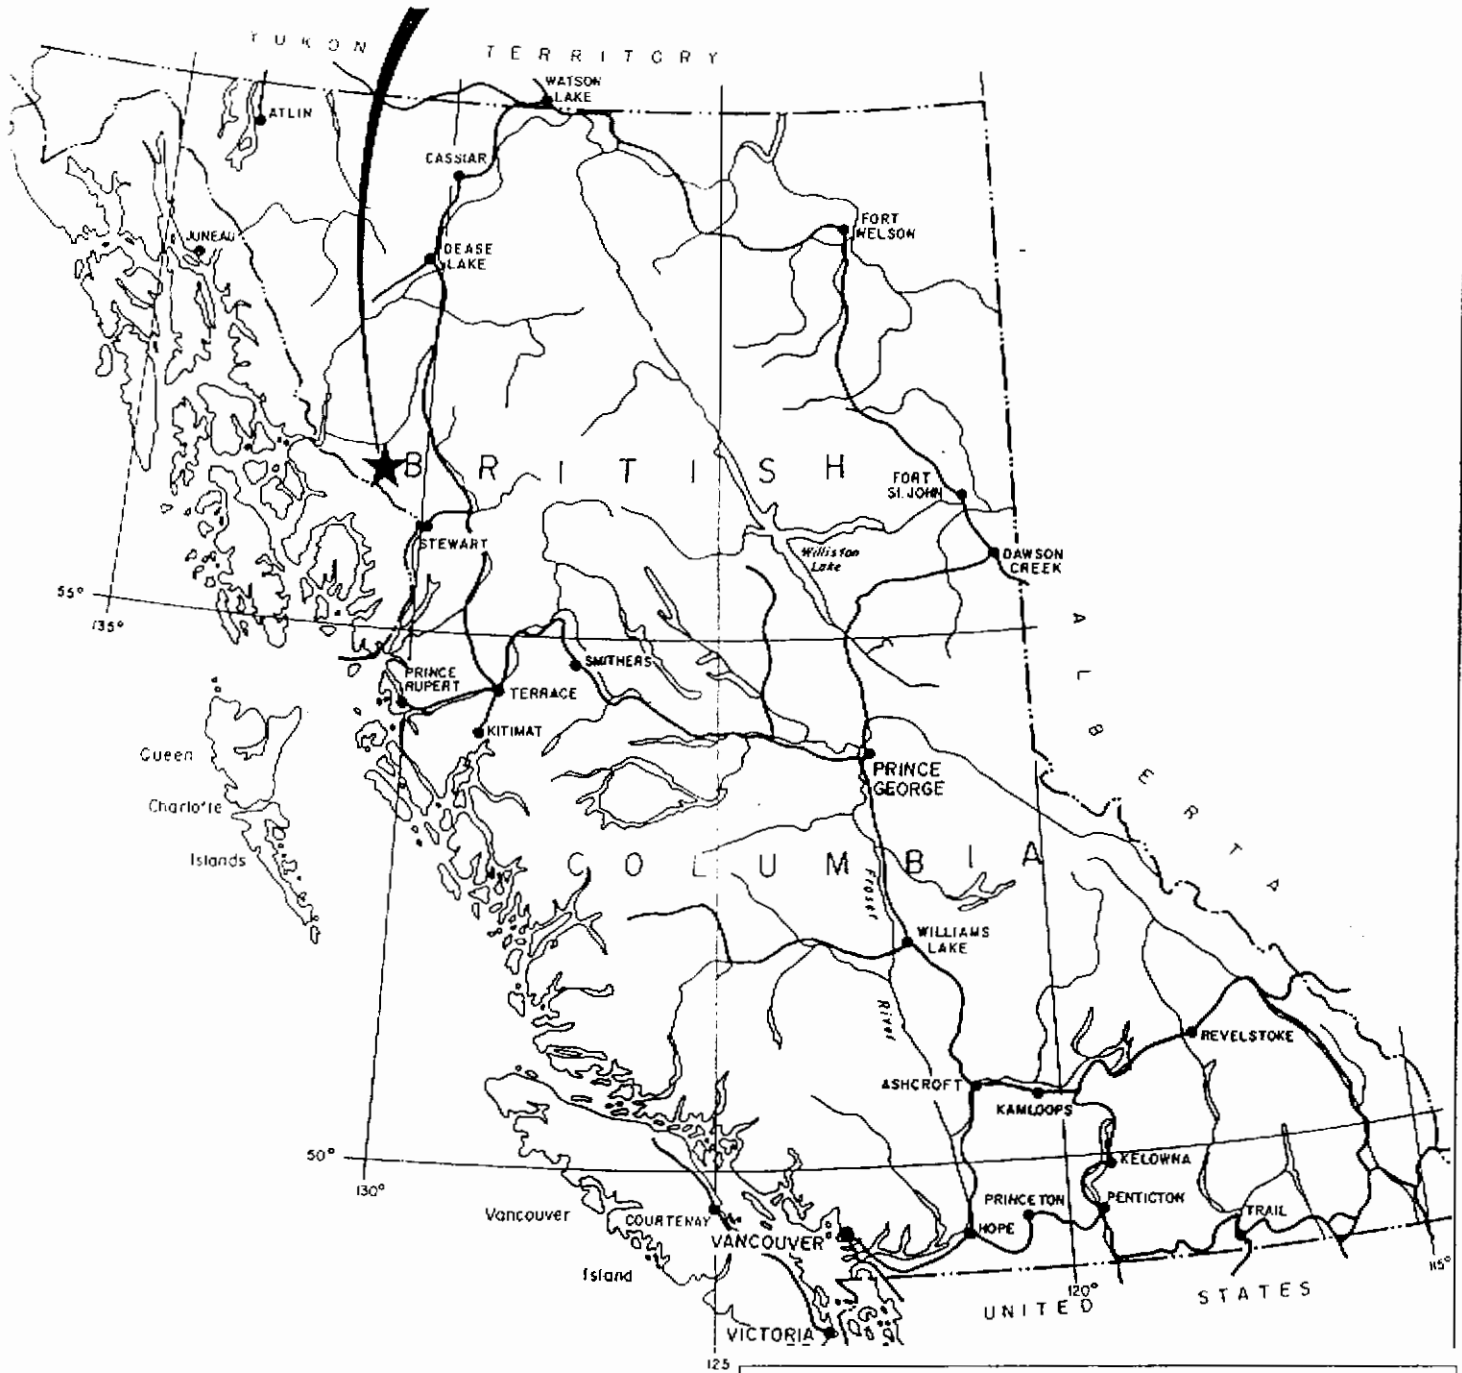 YUKON TERRITORY
WATSON
LAKE
ATLIN
CASSIAR
JUNEAU
DEASE
LAKE
FORT
NELSON
BRITISH
FORT
ST. JOHN
STEWART
Williston
Lake
DAWSON
CREEK
55°
135°
ALBERTA
PRINCE
RUPERT
SMITHERS
TERRACE
KITIMAT
Queen
Charlotte
Islands
PRINCE
GEORGE
COLUMBIA
Fraser
River
WILLIAMS
LAKE
REVELSTOKE
ASHCROFT
KAMLOOPS
50°
130°
KELOWNA
PRINCETON
PENTICTON
Vancouver
Island
COURTENAY
VANCOUVER
HOPE
TRAIL
120°
115°
UNITED STATES
VICTORIA
125